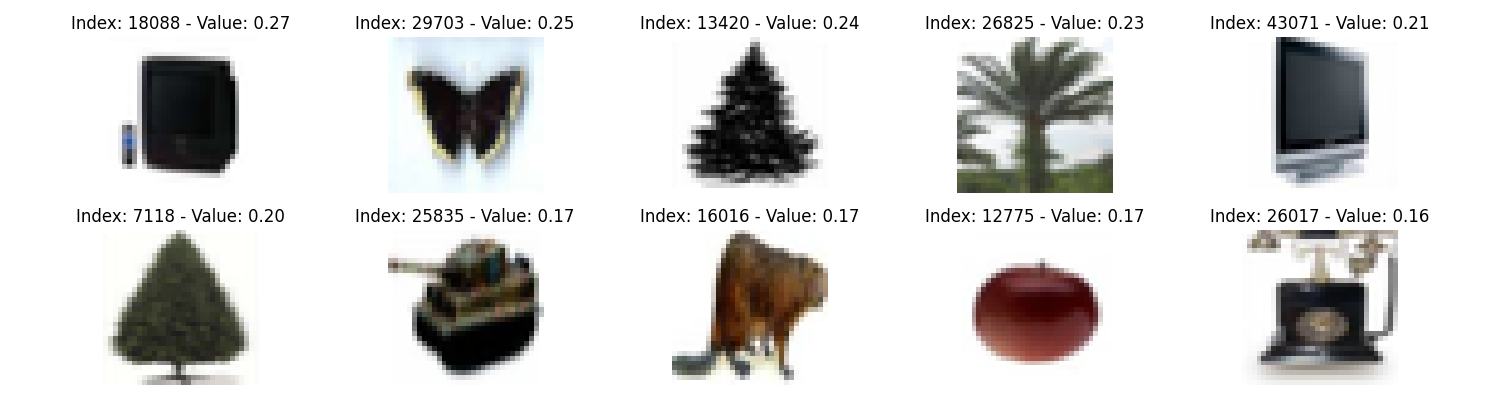 Index: 18088 - Value: 0.27
Index: 29703 - Value: 0.25
Index: 13420 - Value: 0.24
Index: 26825 - Value: 0.23
Index: 43071 - Value: 0.21
Index: 7118 - Value: 0.20
Index: 25835 - Value: 0.17
Index: 16016 - Value: 0.17
Index: 12775 - Value: 0.17
Index: 26017 - Value: 0.16